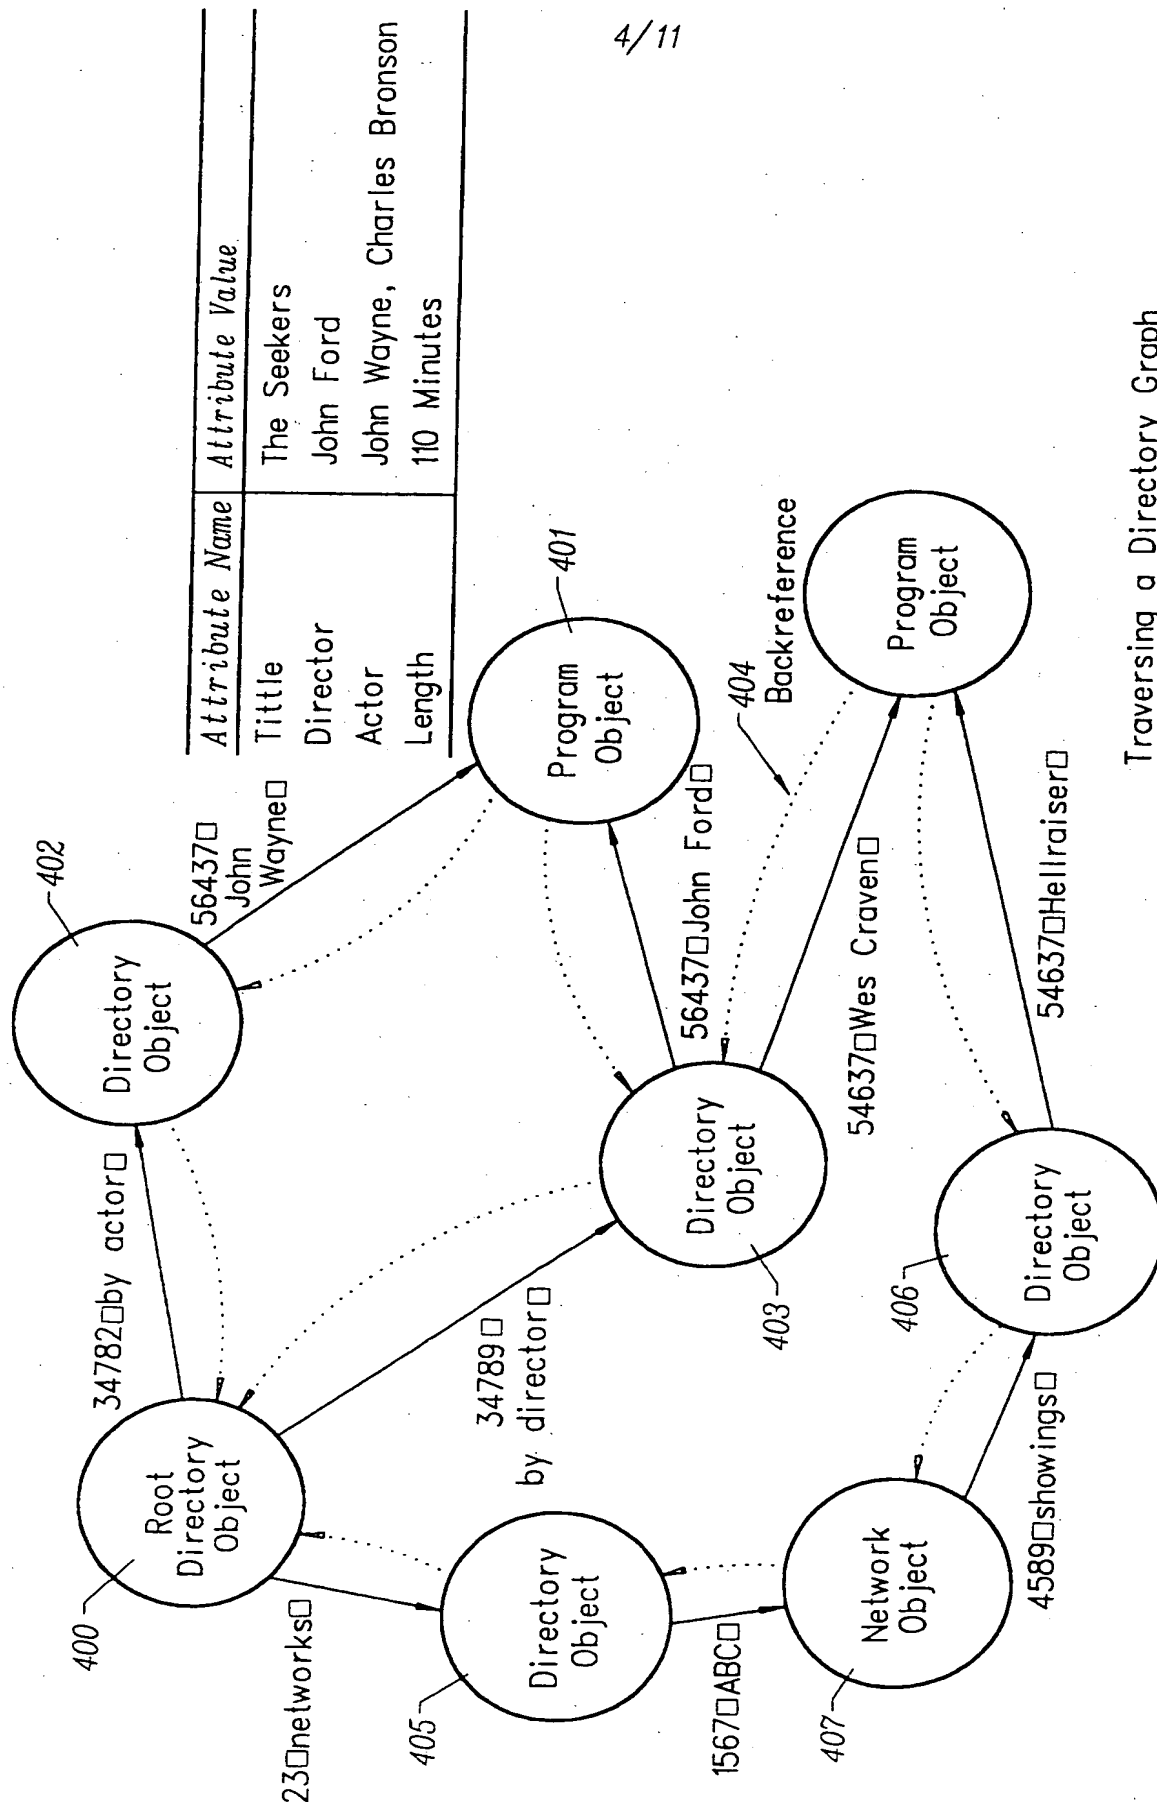 4/11
Attribute Name Attribute Value
Tittle The Seekers
Director John Ford
Actor John Wayne, Charles Bronson
Length 110 Minutes
402
Directory
Object
34782□by actor□
56437□
John
Wayne□
400
Root
Directory
Object
401
Program
Object
23□networks□
34789□
by director□
56437□John Ford□
404
Backreference
405
Directory
Object
403
Directory
Object
Program
Object
1567□ABC□
54637□Wes Craven□
407
Network
Object
406
Directory
Object
54637□Hellraiser□
4589□showings□
Traversing a Directory Graph